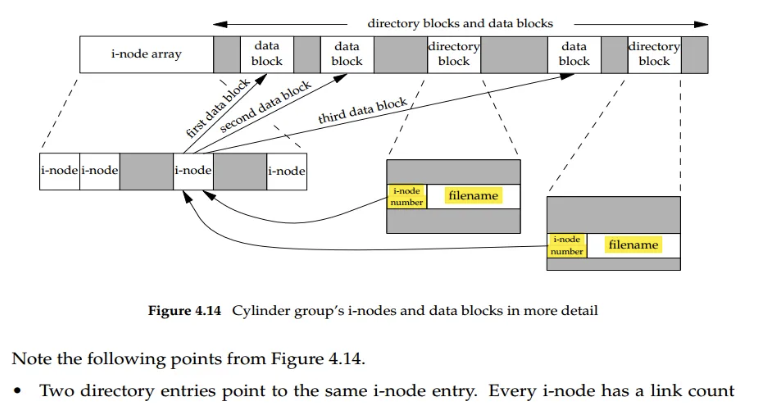 directory blocks and data blocks
i-node array
data
block
data
block
directory
block
data
block
directory
block
first data block
second data block
third data block
i-node
i-node
i-node
i-node
i-node
number
filename
i-node
number
filename
Figure 4.14 Cylinder group's i-nodes and data blocks in more detail
Note the following points from Figure 4.14.
• Two directory entries point to the same i-node entry. Every i-node has a link count